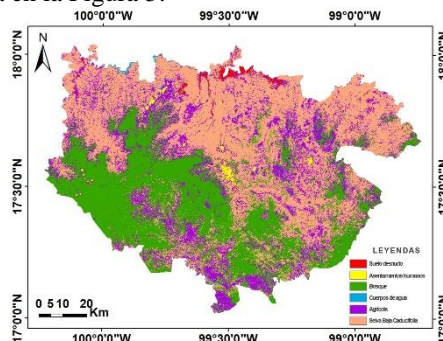 en la Figura 3.
100°0'0"W 99°30'0"W 99°0'0"W
N
18°0'0"N 18°0'0"N
17°30'0"N 17°30'0"N
LEYENDAS
Suelo desnudo
Asentamientos humanos
Bosque
Cuerpos de agua
Agrícola
Selva Baja Caducifolia
0 5 10 20
Km
17°0'0"N
100°0'0"W 99°30'0"W 99°0'0"W